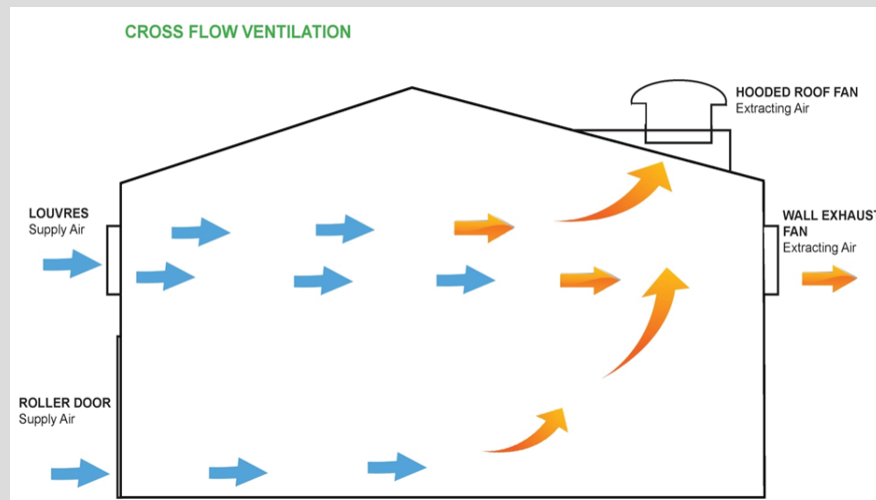 CROSS FLOW VENTILATION
HOODED ROOF FAN
Extracting Air
LOUVRES
Supply Air
WALL EXHAUST
FAN
Extracting Air
ROLLER DOOR
Supply Air